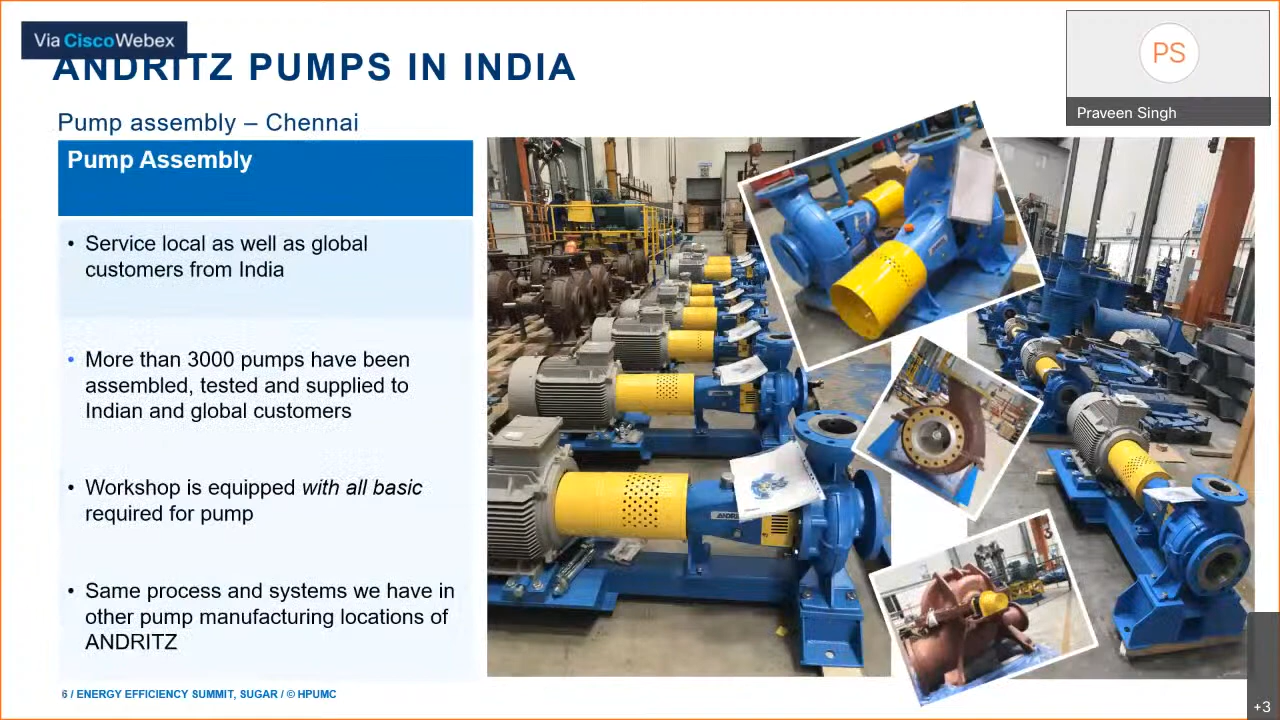 Via CiscoWebex
ANDRITZ PUMPS IN INDIA
PS
Praveen Singh
Pump assembly – Chennai
Pump Assembly
• Service local as well as global
customers from India
• More than 3000 pumps have been
assembled, tested and supplied to
Indian and global customers
• Workshop is equipped with all basic
required for pump
• Same process and systems we have in
other pump manufacturing locations of
ANDRITZ
6 / ENERGY EFFICIENCY SUMMIT, SUGAR / © HPUMC
+3